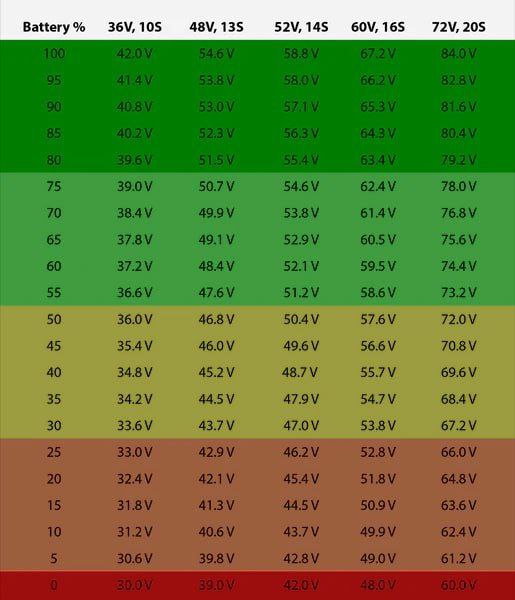 Battery % 36V, 10S 48V, 13S 52V, 14S 60V, 16S 72V, 20S
100 42.0 V 54.6 V 58.8 V 67.2 V 84.0 V
95 41.4 V 53.8 V 58.0 V 66.2 V 82.8 V
90 40.8 V 53.0 V 57.1 V 65.3 V 81.6 V
85 40.2 V 52.3 V 56.3 V 64.3 V 80.4 V
80 39.6 V 51.5 V 55.4 V 63.4 V 79.2 V
75 39.0 V 50.7 V 54.6 V 62.4 V 78.0 V
70 38.4 V 49.9 V 53.8 V 61.4 V 76.8 V
65 37.8 V 49.1 V 52.9 V 60.5 V 75.6 V
60 37.2 V 48.4 V 52.1 V 59.5 V 74.4 V
55 36.6 V 47.6 V 51.2 V 58.6 V 73.2 V
50 36.0 V 46.8 V 50.4 V 57.6 V 72.0 V
45 35.4 V 46.0 V 49.6 V 56.6 V 70.8 V
40 34.8 V 45.2 V 48.7 V 55.7 V 69.6 V
35 34.2 V 44.5 V 47.9 V 54.7 V 68.4 V
30 33.6 V 43.7 V 47.0 V 53.8 V 67.2 V
25 33.0 V 42.9 V 46.2 V 52.8 V 66.0 V
20 32.4 V 42.1 V 45.4 V 51.8 V 64.8 V
15 31.8 V 41.3 V 44.5 V 50.9 V 63.6 V
10 31.2 V 40.6 V 43.7 V 49.9 V 62.4 V
5 30.6 V 39.8 V 42.8 V 49.0 V 61.2 V
0 30.0 V 39.0 V 42.0 V 48.0 V 60.0 V